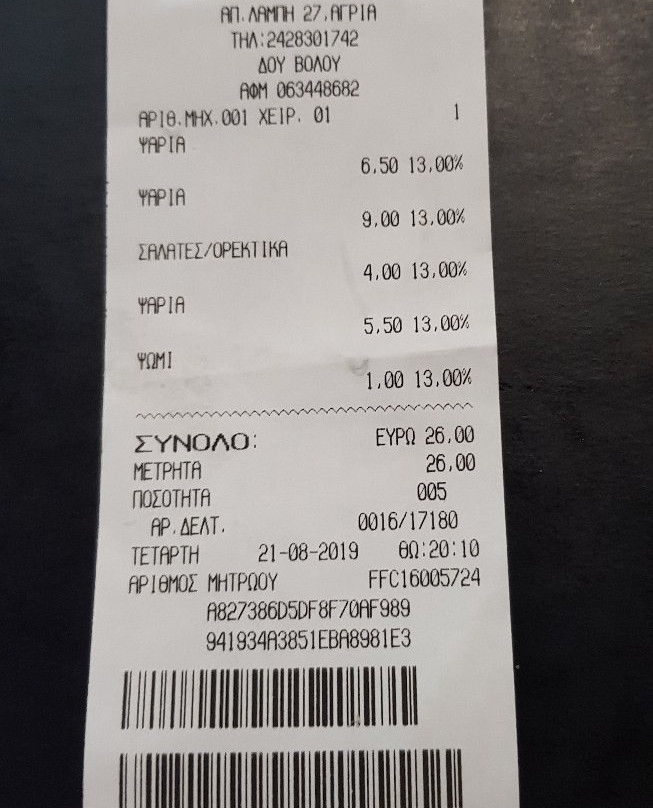 ΑΠ.ΛΑΜΠΗ 27,ΑΓΡΙΑ
ΤΗΛ:2428301742
ΔΟΥ ΒΟΛΟΥ
ΑΦΜ 063448682
ΑΡΙΘ.ΜΗΧ.001 ΧΕΙΡ. 01 1
ΨΑΡΙΑ
6,50 13,00%
ΨΑΡΙΑ
9,00 13,00%
ΣΑΛΑΤΕΣ/ΟΡΕΚΤΙΚΑ
4,00 13,00%
ΨΑΡΙΑ
5,50 13,00%
ΨΩΜΙ
1,00 13,00%
ΣΥΝΟΛΟ: ΕΥΡΩ 26,00
ΜΕΤΡΗΤΑ 26,00
ΠΟΣΟΤΗΤΑ 005
ΑΡ.ΔΕΛΤ. 0016/17180
ΤΕΤΑΡΤΗ 21-08-2019 ΘΩ:20:10
ΑΡΙΘΜΟΣ ΜΗΤΡΩΟΥ FFC16005724
A827386D5DF8F70AF989
941934A3851EBA8981E3